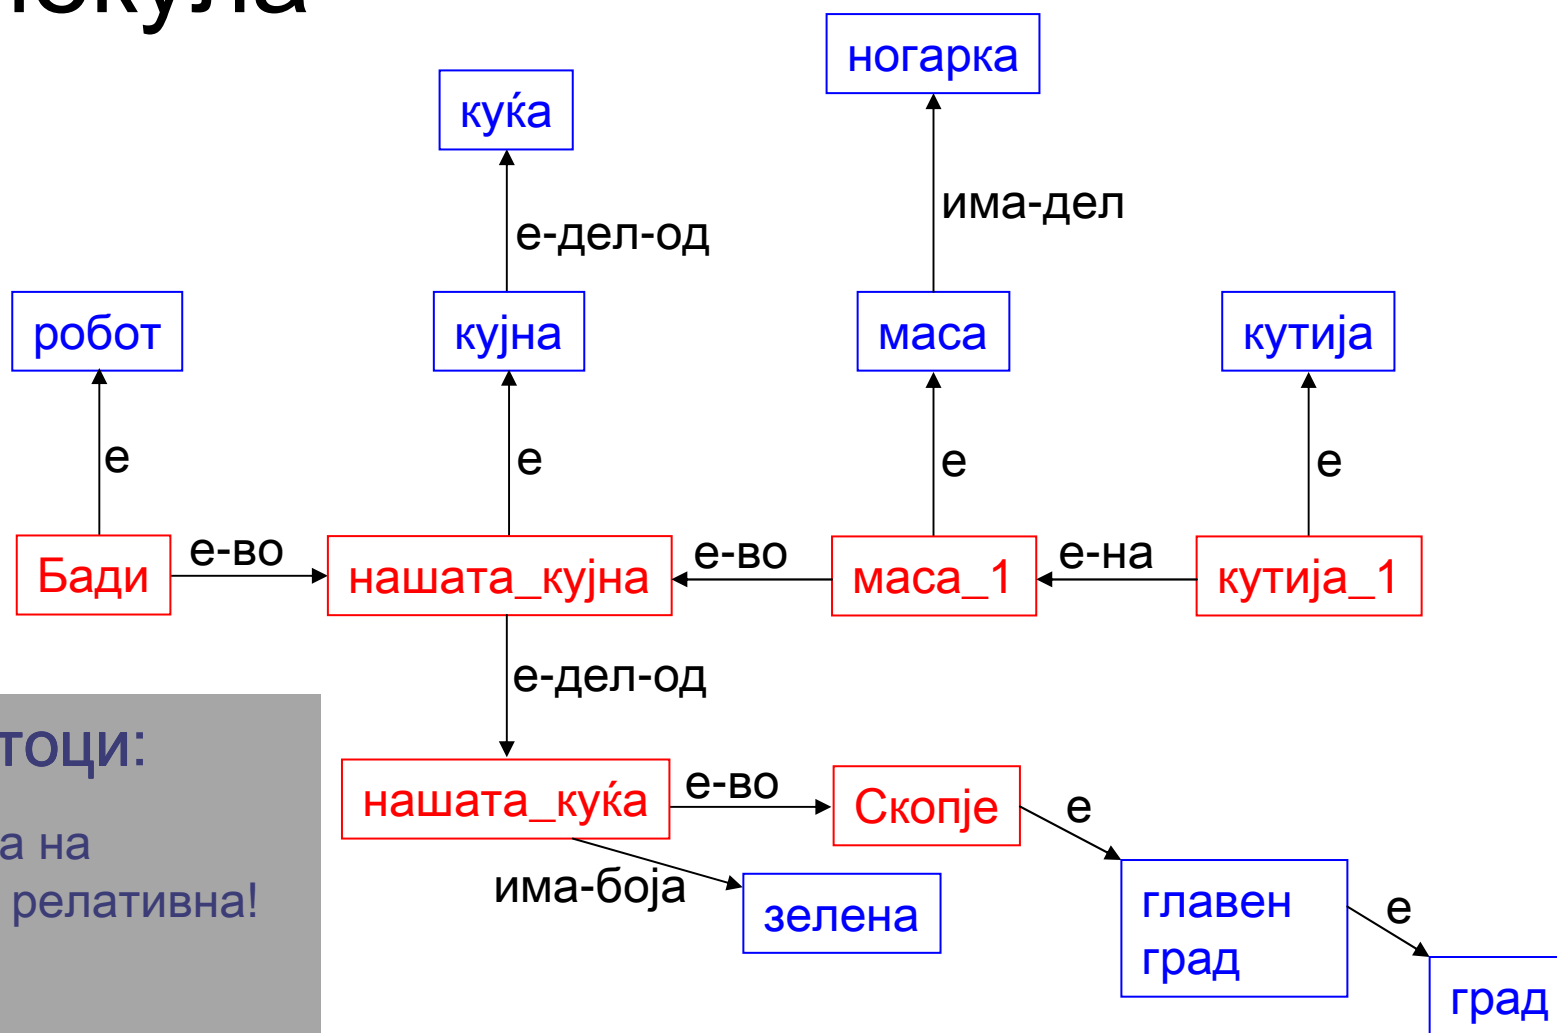 ногарка
куќа
има-дел
е-дел-од
робот
кујна
маса
кутија
е
е
е
е
Бади
е-во
нашата_кујна
е-во
маса_1
е-на
кутија_1
е-дел-од
тоци:
нашата_куќа
е-во
Скопје
е
а на
релативна!
има-боја
зелена
главен
град
е
град